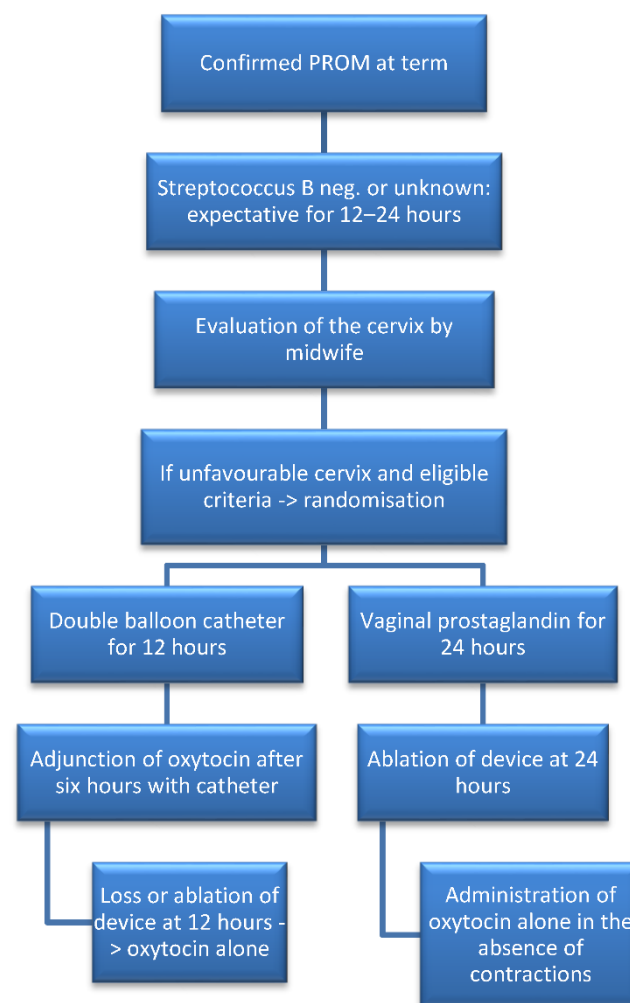 Confirmed PROM at term
Streptococcus B neg. or unknown:
expectative for 12–24 hours
Evaluation of the cervix by
midwife
If unfavourable cervix and eligible
criteria -> randomisation
Double balloon catheter
for 12 hours
Vaginal prostaglandin for
24 hours
Adjunction of oxytocin after
six hours with catheter
Ablation of device at 24
hours
Loss or ablation of
device at 12 hours -
> oxytocin alone
Administration of
oxytocin alone in the
absence of
contractions